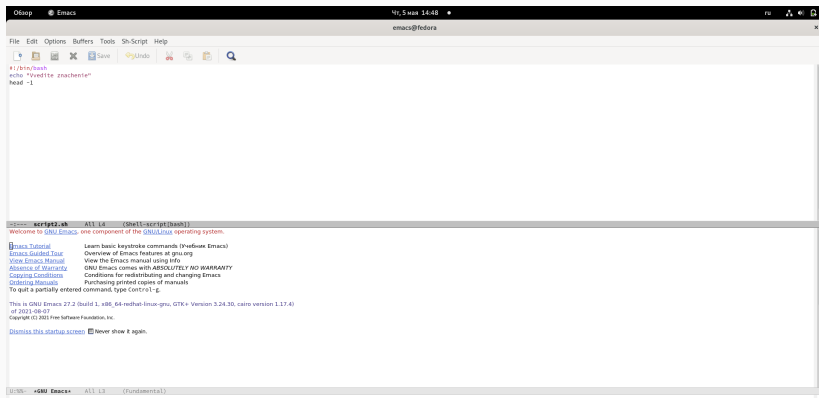 Обзор Emacs Чт, 5 мая 14:48 ru
emacs@fedora
File Edit Options Buffers Tools Sh-Script Help
Save Undo
#!/bin/bash
echo "Vvedite znachenie"
head -1
-:--- script2.sh All L4 (Shell-script[bash])
Welcome to GNU Emacs, one component of the GNU/Linux operating system.
Emacs Tutorial Learn basic keystroke commands (Учебник Emacs)
Emacs Guided Tour Overview of Emacs features at gnu.org
View Emacs Manual View the Emacs manual using Info
Absence of Warranty GNU Emacs comes with ABSOLUTELY NO WARRANTY
Copying Conditions Conditions for redistributing and changing Emacs
Ordering Manuals Purchasing printed copies of manuals
To quit a partially entered command, type Control-g.
This is GNU Emacs 27.2 (build 1, x86_64-redhat-linux-gnu, GTK+ Version 3.24.30, cairo version 1.17.4)
of 2021-08-07
Copyright (C) 2021 Free Software Foundation, Inc.
Dismiss this startup screen Never show it again.
U:%%- *GNU Emacs* All L3 (Fundamental)